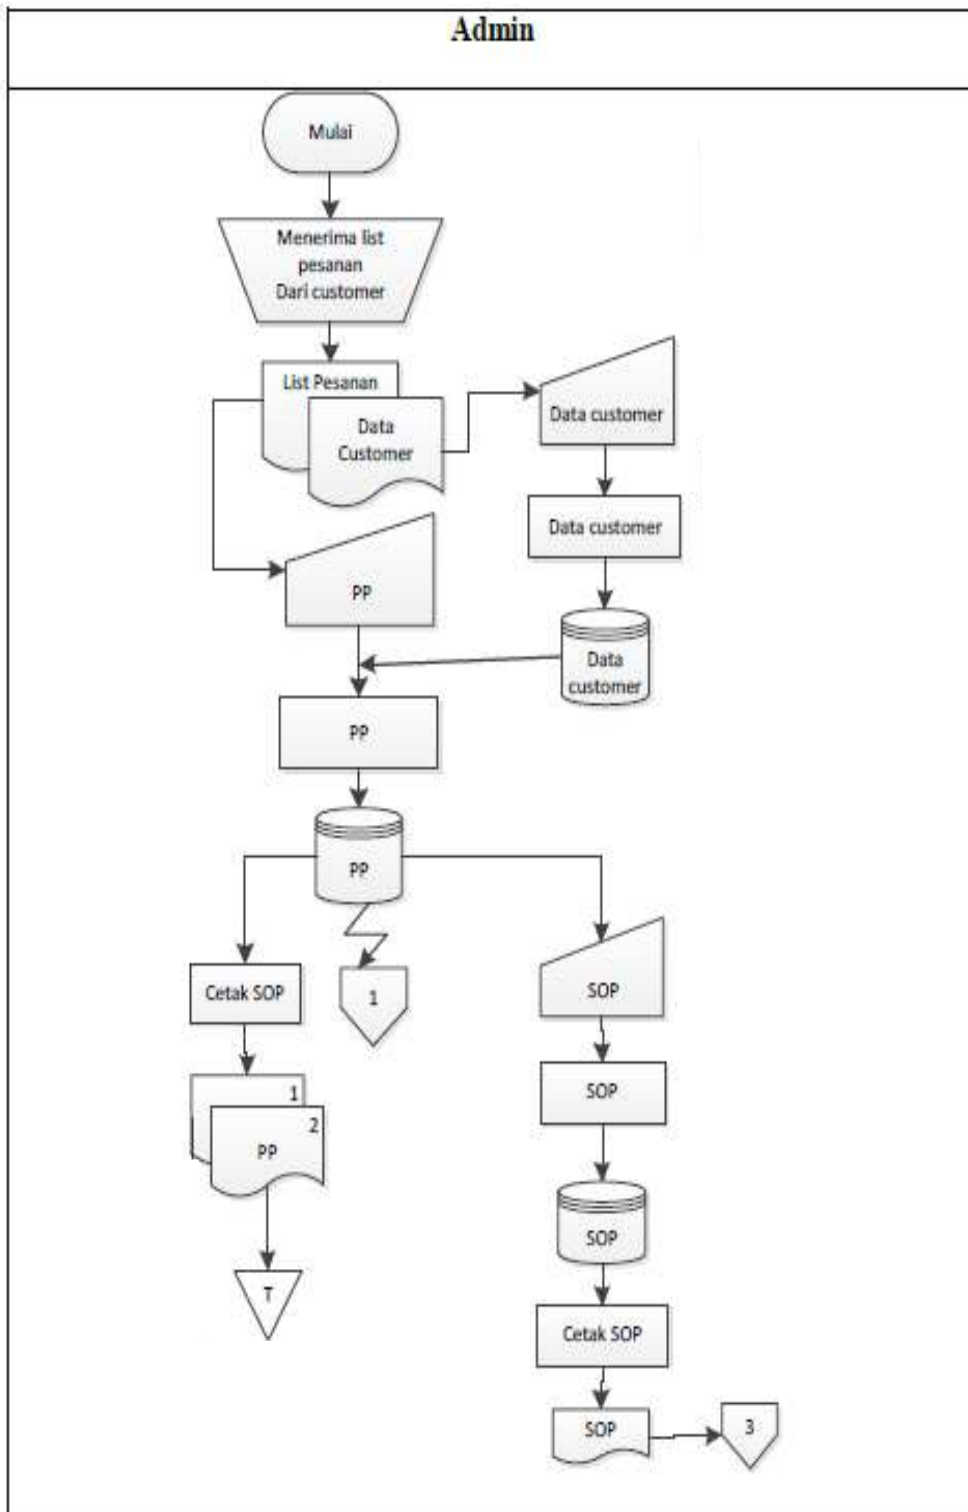 Admin
Mulai
Menerima list
pesanan
Dari customer
List Pesanan
Data
Customer
Data customer
Data customer
PP
Data
customer
PP
PP
Cetak SOP
1
SOP
1
2
PP
SOP
SOP
T
Cetak SOP
SOP
3